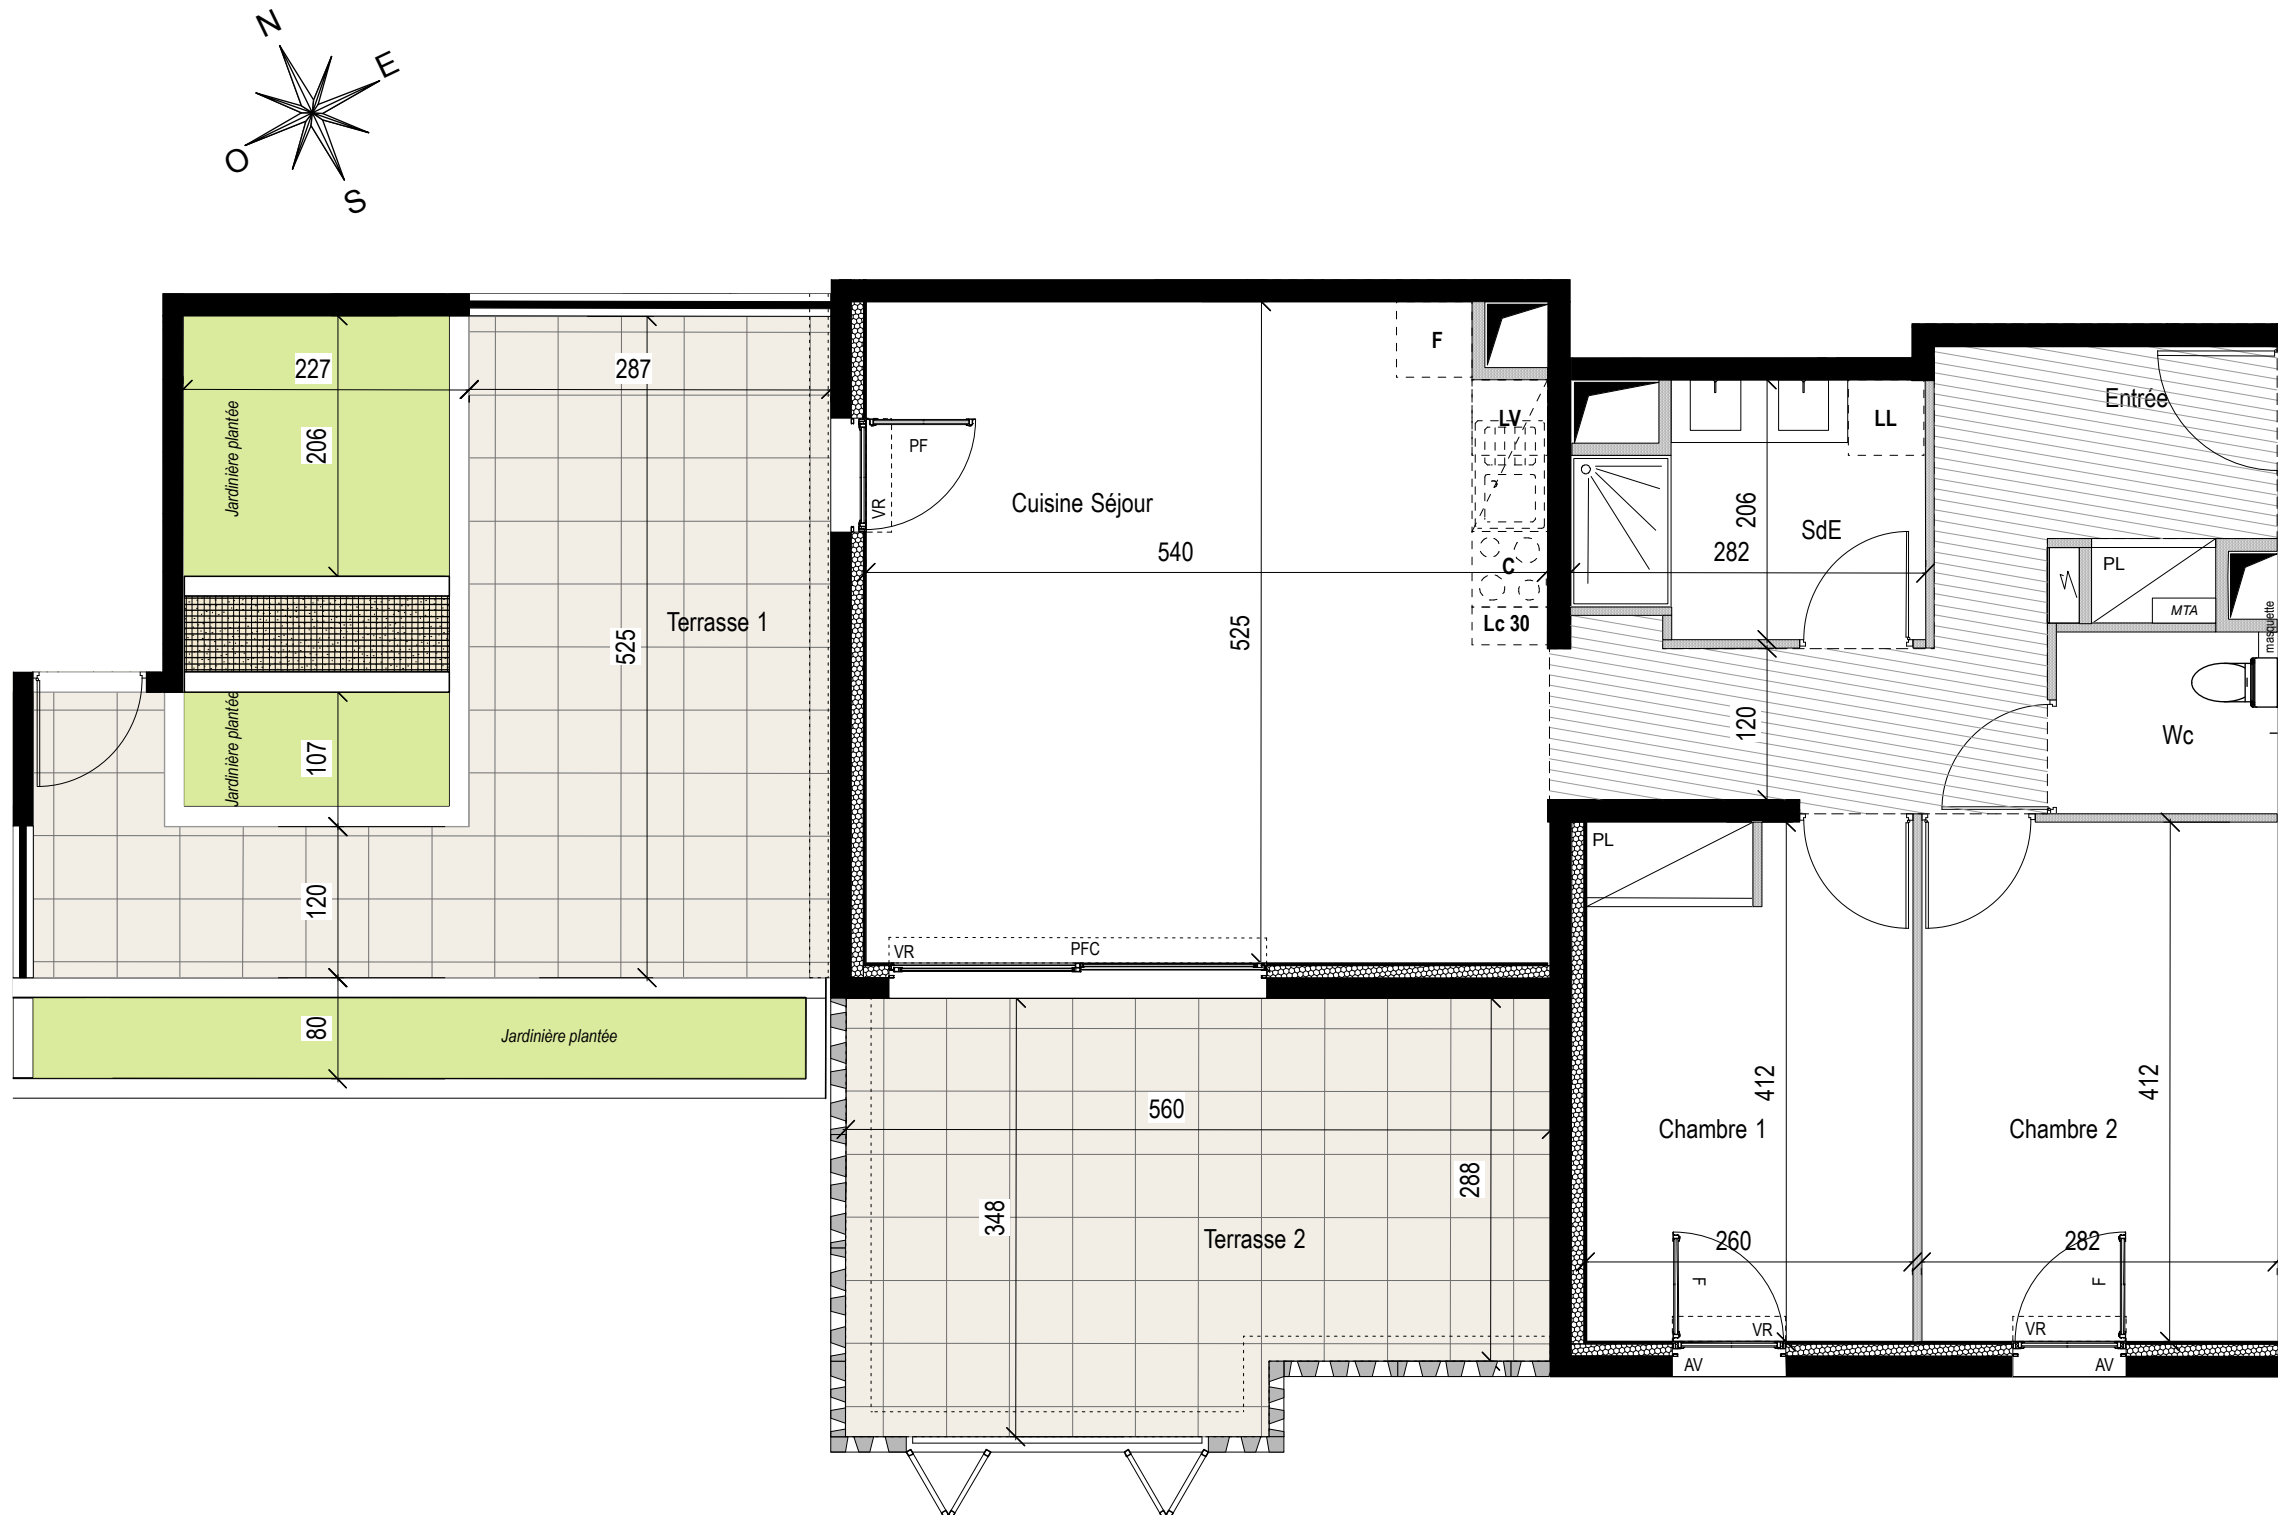 N
E
O
S
227
287
Jardinière plantée
206
Terrasse 1
525
Jardinière plantée
107
120
80
Jardinière plantée
PF
VR
Cuisine Séjour
540
525
F
LV
C
Lc 30
VR
PFC
LL
206
SdE
282
Entrée
PL
MTA
masquette
120
Wc
PL
412
Chambre 1
260
F
VR
AV
412
Chambre 2
282
F
VR
AV
560
348
288
Terrasse 2